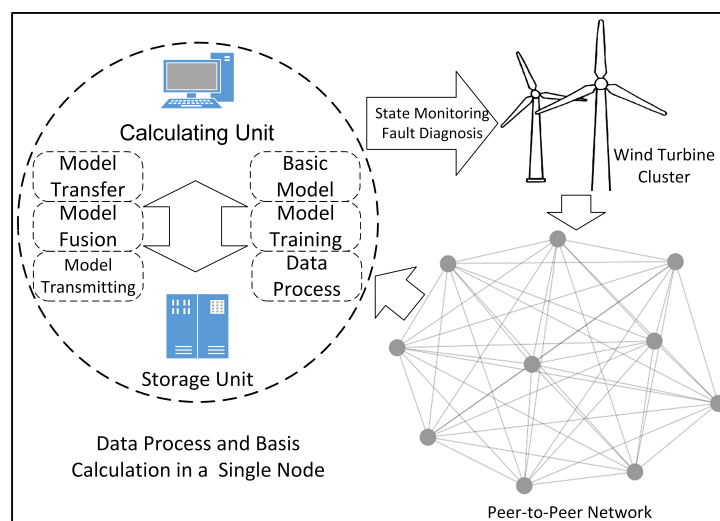 Calculating Unit
Model
Transfer
Model
Fusion
Model
Transmitting
Basic
Model
Model
Training
Data
Process
Storage Unit
Data Process and Basis
Calculation in a Single Node
State Monitoring
Fault Diagnosis
Wind Turbine
Cluster
Peer-to-Peer Network